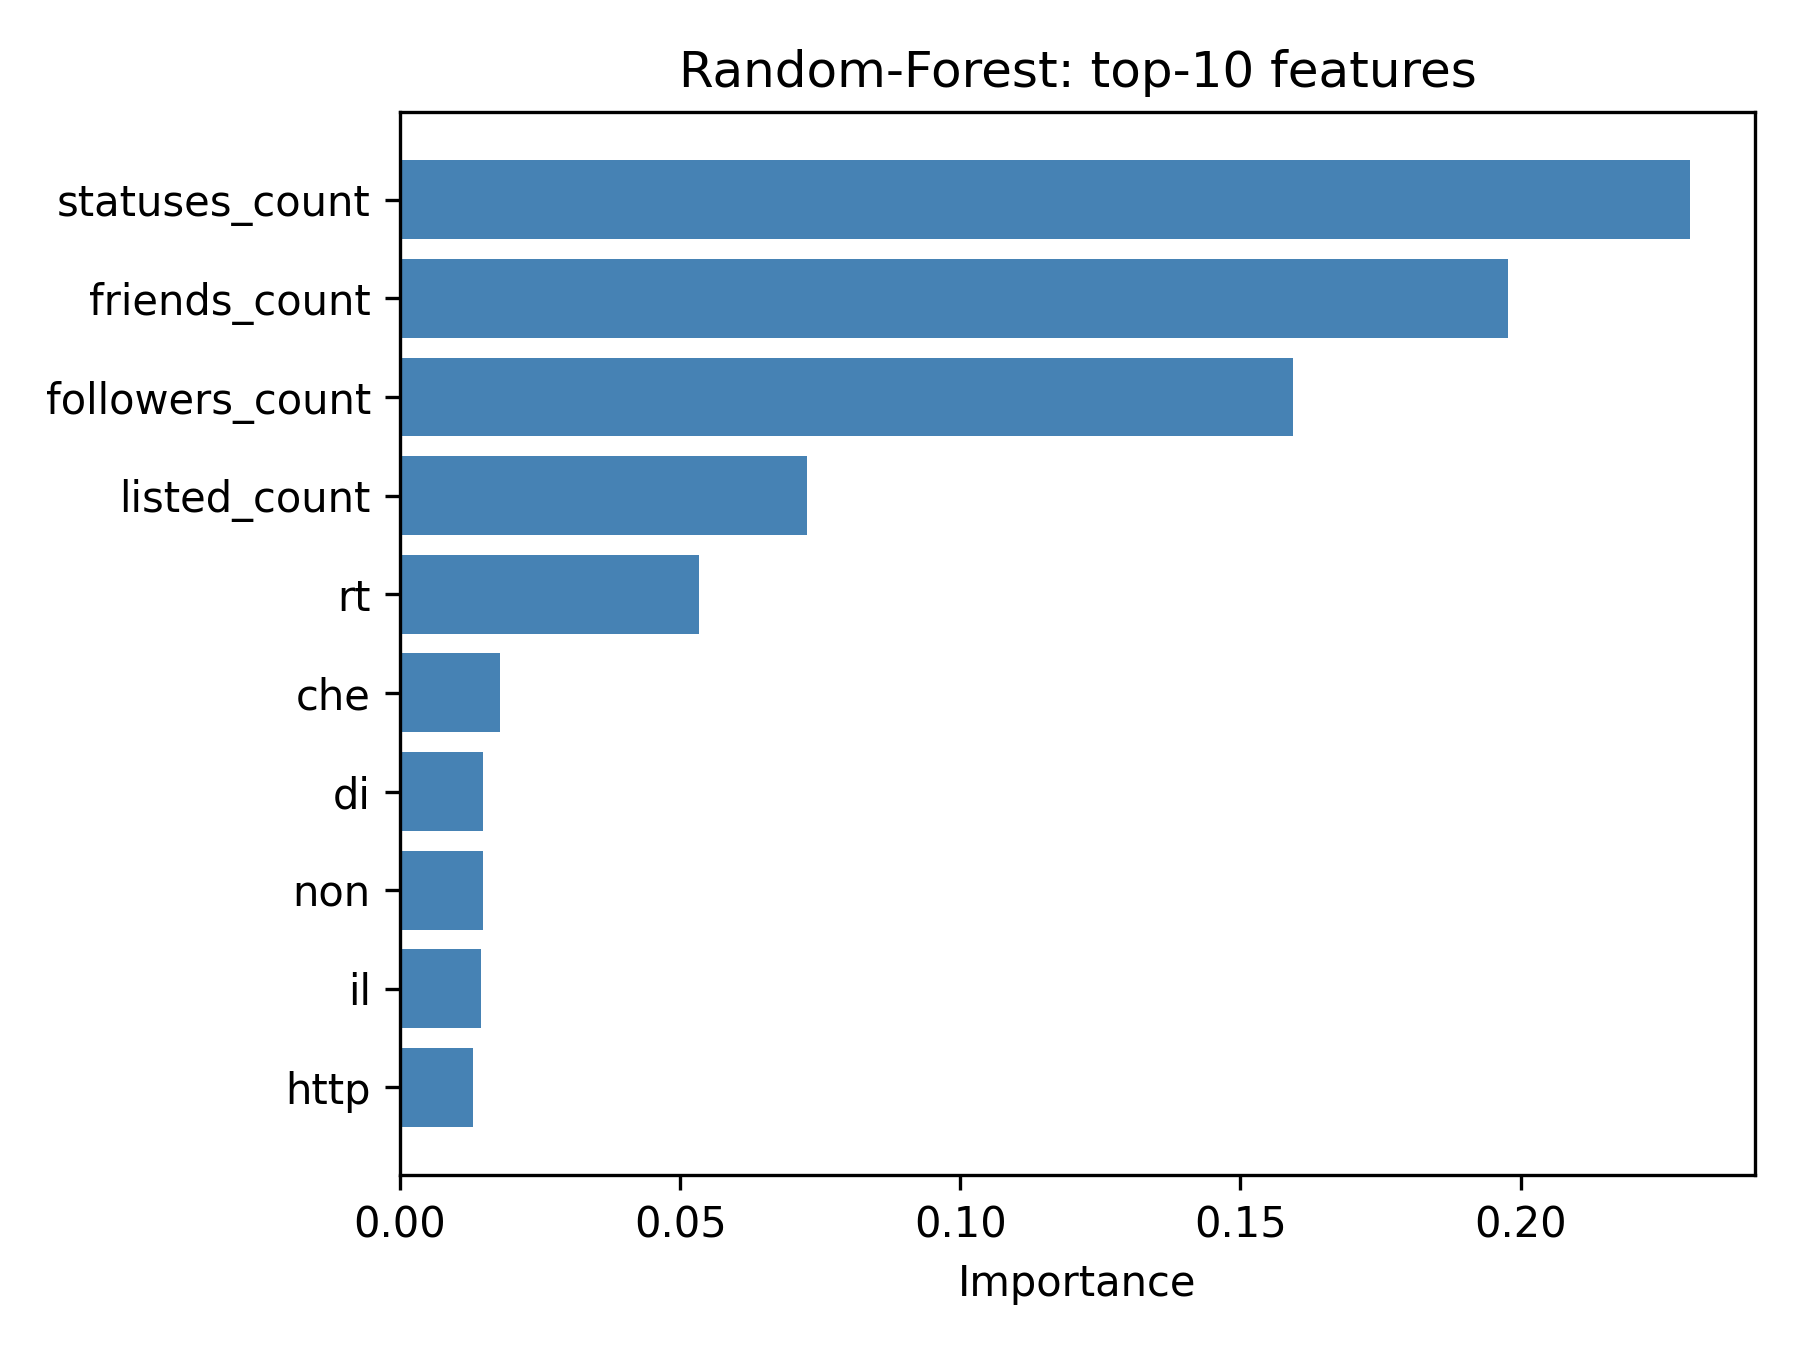 Random-Forest: top-10 features
statuses_count
friends_count
followers_count
listed_count
rt
che
di
non
il
http
0.00 0.05 0.10 0.15 0.20
Importance